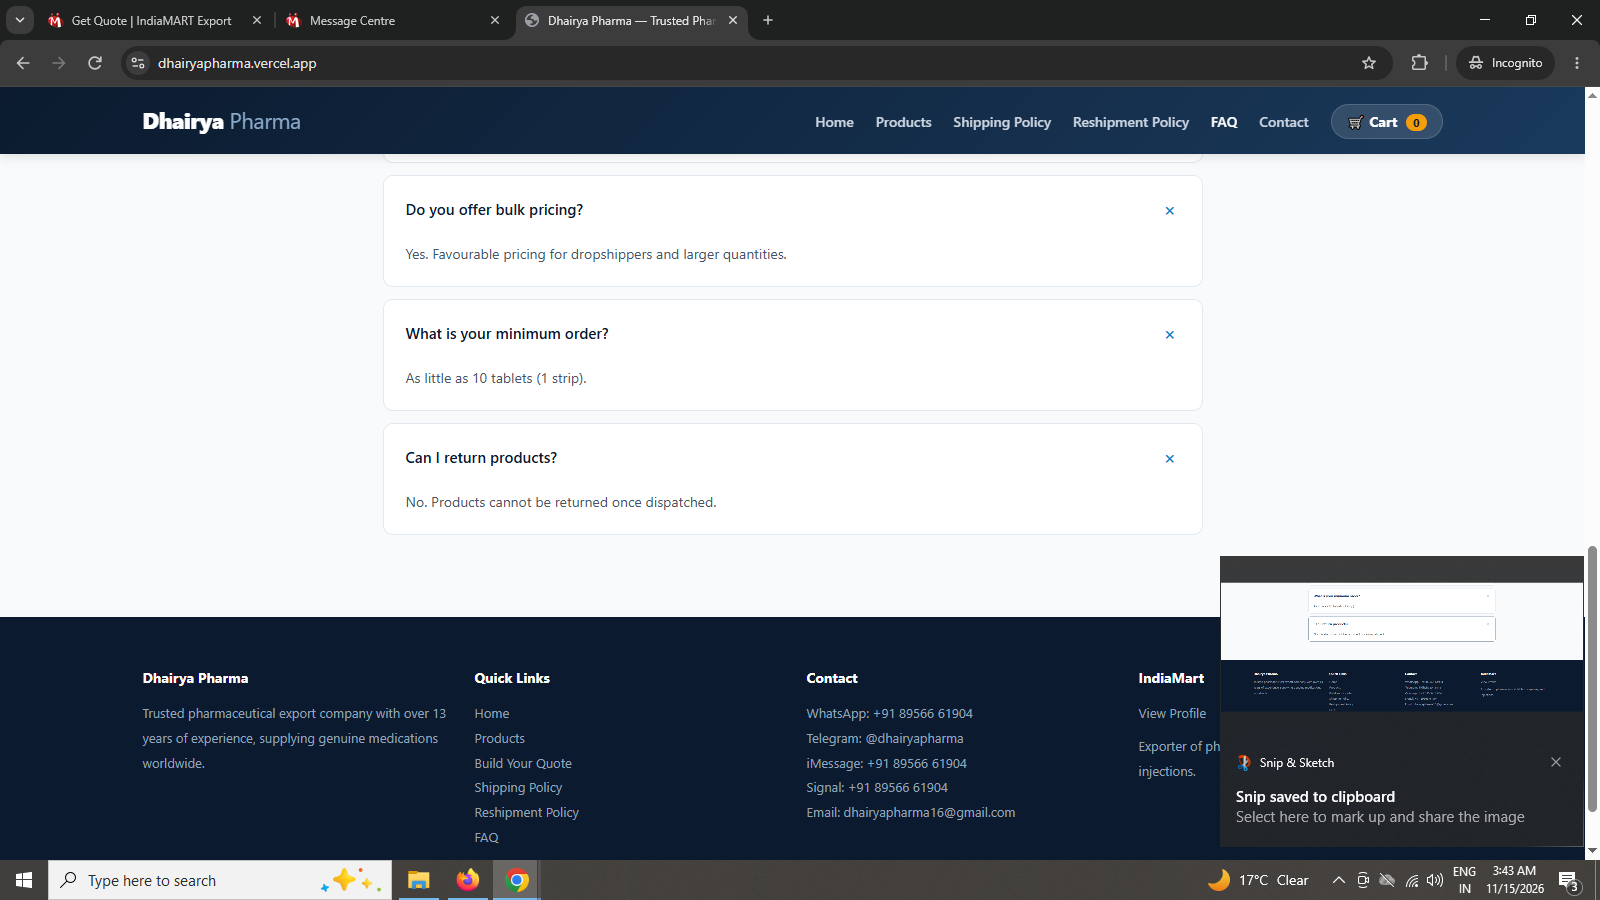 Get Quote | IndiaMART Export
Message Centre
Dhairya Pharma — Trusted Phar
dhairyapharma.vercel.app
Incognito
Dhairya Pharma
Home
Products
Shipping Policy
Reshipment Policy
FAQ
Contact
Cart 0
Do you offer bulk pricing?
Yes. Favourable pricing for dropshippers and larger quantities.
What is your minimum order?
As little as 10 tablets (1 strip).
Can I return products?
No. Products cannot be returned once dispatched.
Dhairya Pharma
Trusted pharmaceutical export company with over 13
years of experience, supplying genuine medications
worldwide.
Quick Links
Home
Products
Build Your Quote
Shipping Policy
Reshipment Policy
FAQ
Contact
WhatsApp: +91 89566 61904
Telegram: @dhairyapharma
iMessage: +91 89566 61904
Signal: +91 89566 61904
Email: dhairyapharma16@gmail.com
IndiaMart
View Profile
Exporter of ph
injections.
Snip & Sketch
Snip saved to clipboard
Select here to mark up and share the image
Type here to search
17°C Clear
ENG
IN
3:43 AM
11/15/2026
3